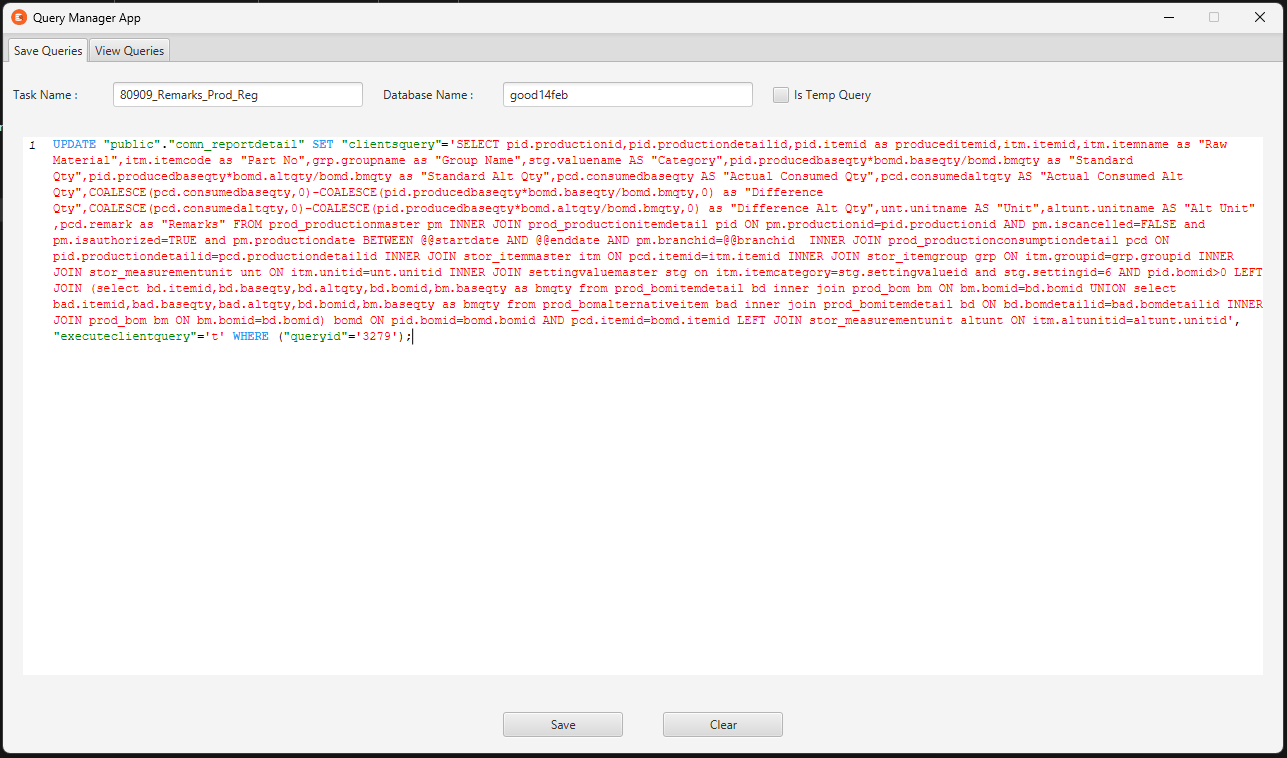 Query Manager App
Save Queries View Queries
Task Name : 80909_Remarks_Prod_Reg Database Name : good14feb Is Temp Query
1 UPDATE "public"."comn_reportdetail" SET "clientsquery"='SELECT pid.productionid,pid.productiondetailid,pid.itemid as produceditemid,itm.itemid,itm.itemname as "Raw
Material",itm.itemcode as "Part No",grp.groupname as "Group Name",stg.valuename AS "Category",pid.producedbaseqty*bomd.baseqty/bomd.bmqty as "Standard
Qty",pid.producedbaseqty*bomd.altqty/bomd.bmqty as "Standard Alt Qty",pcd.consumedbaseqty AS "Actual Consumed Qty",pcd.consumedaltqty AS "Actual Consumed Alt
Qty",COALESCE(pcd.consumedbaseqty,0)-COALESCE(pid.producedbaseqty*bomd.baseqty/bomd.bmqty,0) as "Difference
Qty",COALESCE(pcd.consumedaltqty,0)-COALESCE(pid.producedbaseqty*bomd.altqty/bomd.bmqty,0) as "Difference Alt Qty",unt.unitname AS "Unit",altunt.unitname AS "Alt Unit"
,pcd.remark as "Remarks" FROM prod_productionmaster pm INNER JOIN prod_productionitemdetail pid ON pm.productionid=pid.productionid AND pm.iscancelled=FALSE and
pm.isauthorized=TRUE and pm.productiondate BETWEEN @@startdate AND @@enddate AND pm.branchid=@@branchid  INNER JOIN prod_productionconsumptiondetail pcd ON
pid.productiondetailid=pcd.productiondetailid INNER JOIN stor_itemmaster itm ON pcd.itemid=itm.itemid INNER JOIN stor_itemgroup grp ON itm.groupid=grp.groupid INNER
JOIN stor_measurementunit unt ON itm.unitid=unt.unitid INNER JOIN settingvaluemaster stg on itm.itemcategory=stg.settingvalueid and stg.settingid=6 AND pid.bomid>0 LEFT
JOIN (select bd.itemid,bd.baseqty,bd.altqty,bd.bomid,bm.baseqty as bmqty from prod_bomitemdetail bd inner join prod_bom bm ON bm.bomid=bd.bomid UNION select
bad.itemid,bad.baseqty,bad.altqty,bd.bomid,bm.baseqty as bmqty from prod_bomalternativeitem bad inner join prod_bomitemdetail bd ON bd.bomdetailid=bad.bomdetailid INNER
JOIN prod_bom bm ON bm.bomid=bd.bomid) bomd ON pid.bomid=bomd.bomid AND pcd.itemid=bomd.itemid LEFT JOIN stor_measurementunit altunt ON itm.altunitid=altunt.unitid',
"executeclientquery"='t' WHERE ("queryid"='3279');
Save Clear